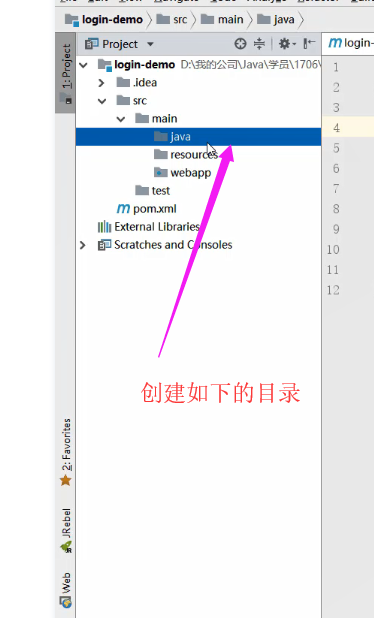 login-demo src main java
Project
login-
login-demo D:\我的公司\Java\学员\1706\
.idea
src
main
java
resources
webapp
test
pom.xml
External Libraries
Scratches and Consoles
1
2
3
4
5
6
7
8
9
10
11
12
创建如下的目录
1: Project
2: Favorites
JRebel
Web